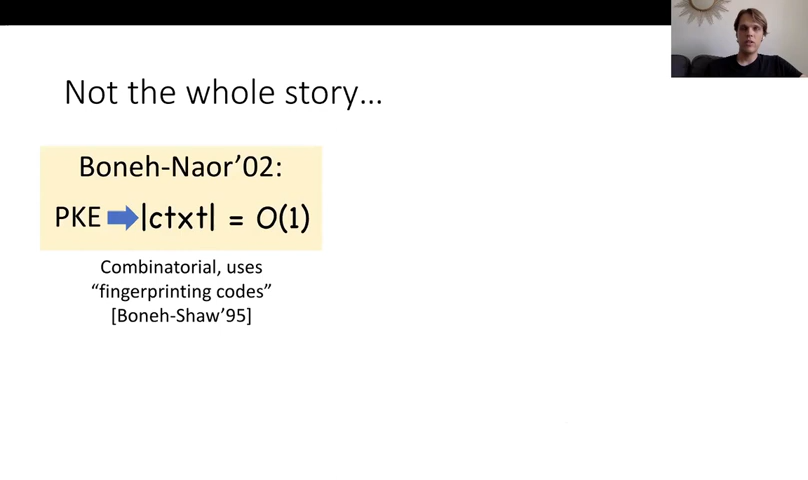 Not the whole story…
Boneh-Naor’02:
PKE |ctxt| = O(1)
Combinatorial, uses
“fingerprinting codes”
[Boneh-Shaw’95]